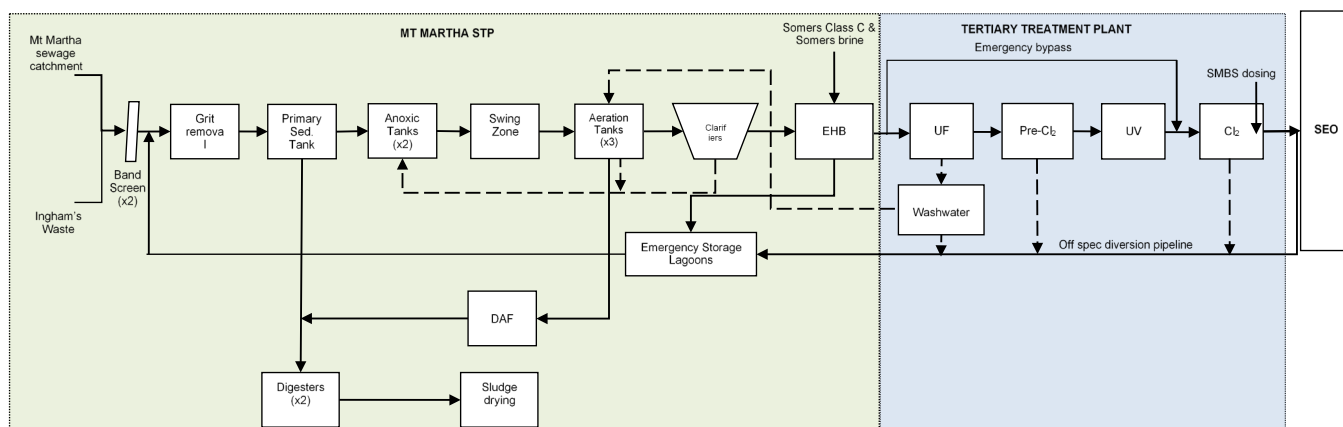 MT MARTHA STP
TERTIARY TREATMENT PLANT
Somers Class C &
Somers brine
Emergency bypass
SMBS dosing
Mt Martha
sewage
catchment
Ingham's
Waste
Band
Screen
(x2)
Grit
remova
l
Primary
Sed.
Tank
Anoxic
Tanks
(x2)
Swing
Zone
Aeration
Tanks
(x3)
Clarif
iers
EHB
UF
Pre-Cl₂
UV
Cl₂
SEO
Washwater
Emergency Storage
Lagoons
Off spec diversion pipeline
DAF
Digesters
(x2)
Sludge
drying